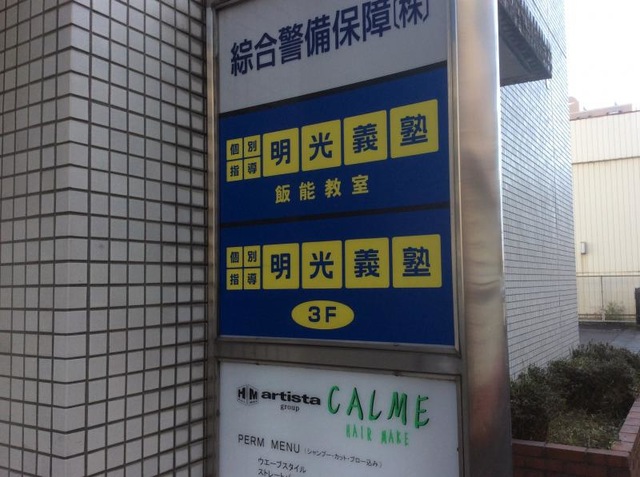 綜合警備保障(株)
個別指導 明光義塾
飯能教室
個別指導 明光義塾
3F
HM artista group
CALME
HAIR MAKE
PERM MENU (シャンプー・カット・ブロー込み)
ウエーブスタイル